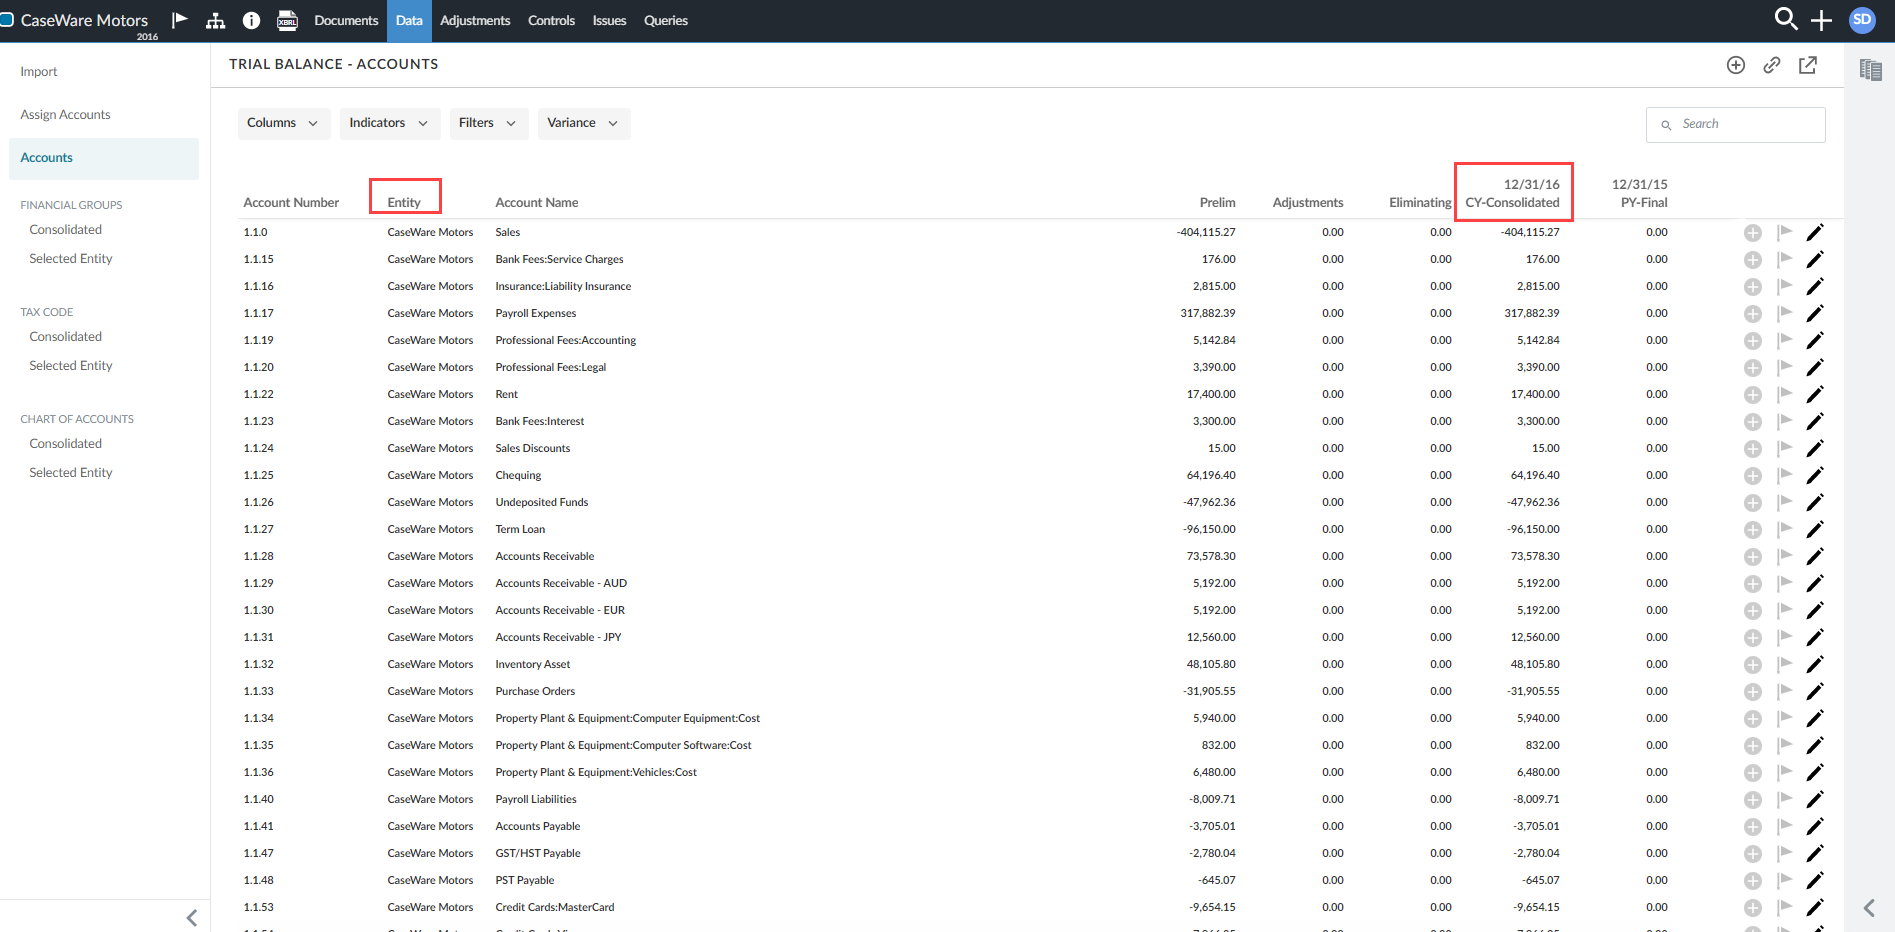 CaseWare Motors
2016
XBRL
Documents Data Adjustments Controls Issues Queries
SD
Import
Assign Accounts
Accounts
FINANCIAL GROUPS
Consolidated
Selected Entity
TAX CODE
Consolidated
Selected Entity
CHART OF ACCOUNTS
Consolidated
Selected Entity
TRIAL BALANCE - ACCOUNTS
Columns Indicators Filters Variance
Search
12/31/16 12/31/15
Account Number Entity Account Name Prelim Adjustments Eliminating CY-Consolidated PY-Final
1.1.0 CaseWare Motors Sales -404,115.27 0.00 0.00 -404,115.27 0.00
1.1.15 CaseWare Motors Bank Fees:Service Charges 176.00 0.00 0.00 176.00 0.00
1.1.16 CaseWare Motors Insurance:Liability Insurance 2,815.00 0.00 0.00 2,815.00 0.00
1.1.17 CaseWare Motors Payroll Expenses 317,882.39 0.00 0.00 317,882.39 0.00
1.1.19 CaseWare Motors Professional Fees:Accounting 5,142.84 0.00 0.00 5,142.84 0.00
1.1.20 CaseWare Motors Professional Fees:Legal 3,390.00 0.00 0.00 3,390.00 0.00
1.1.22 CaseWare Motors Rent 17,400.00 0.00 0.00 17,400.00 0.00
1.1.23 CaseWare Motors Bank Fees:Interest 3,300.00 0.00 0.00 3,300.00 0.00
1.1.24 CaseWare Motors Sales Discounts 15.00 0.00 0.00 15.00 0.00
1.1.25 CaseWare Motors Chequing 64,196.40 0.00 0.00 64,196.40 0.00
1.1.26 CaseWare Motors Undeposited Funds -47,962.36 0.00 0.00 -47,962.36 0.00
1.1.27 CaseWare Motors Term Loan -96,150.00 0.00 0.00 -96,150.00 0.00
1.1.28 CaseWare Motors Accounts Receivable 73,578.30 0.00 0.00 73,578.30 0.00
1.1.29 CaseWare Motors Accounts Receivable - AUD 5,192.00 0.00 0.00 5,192.00 0.00
1.1.30 CaseWare Motors Accounts Receivable - EUR 5,192.00 0.00 0.00 5,192.00 0.00
1.1.31 CaseWare Motors Accounts Receivable - JPY 12,560.00 0.00 0.00 12,560.00 0.00
1.1.32 CaseWare Motors Inventory Asset 48,105.80 0.00 0.00 48,105.80 0.00
1.1.33 CaseWare Motors Purchase Orders -31,905.55 0.00 0.00 -31,905.55 0.00
1.1.34 CaseWare Motors Property Plant & Equipment:Computer Equipment:Cost 5,940.00 0.00 0.00 5,940.00 0.00
1.1.35 CaseWare Motors Property Plant & Equipment:Computer Software:Cost 832.00 0.00 0.00 832.00 0.00
1.1.36 CaseWare Motors Property Plant & Equipment:Vehicles:Cost 6,480.00 0.00 0.00 6,480.00 0.00
1.1.40 CaseWare Motors Payroll Liabilities -8,009.71 0.00 0.00 -8,009.71 0.00
1.1.41 CaseWare Motors Accounts Payable -3,705.01 0.00 0.00 -3,705.01 0.00
1.1.47 CaseWare Motors GST/HST Payable -2,780.04 0.00 0.00 -2,780.04 0.00
1.1.48 CaseWare Motors PST Payable -645.07 0.00 0.00 -645.07 0.00
1.1.53 CaseWare Motors Credit Cards:MasterCard -9,654.15 0.00 0.00 -9,654.15 0.00